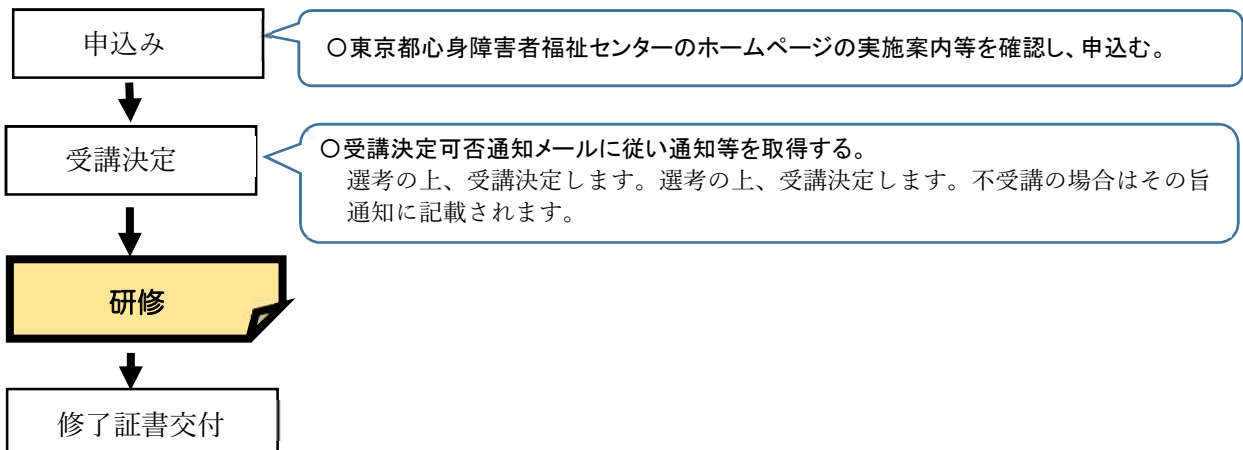 申込み
〇東京都心身障害者福祉センターのホームページの実施案内等を確認し、申込む。
受講決定
〇受講決定可否通知メールに従い通知等を取得する。
選考の上、受講決定します。選考の上、受講決定します。不受講の場合はその旨
通知に記載されます。
研修
修了証書交付